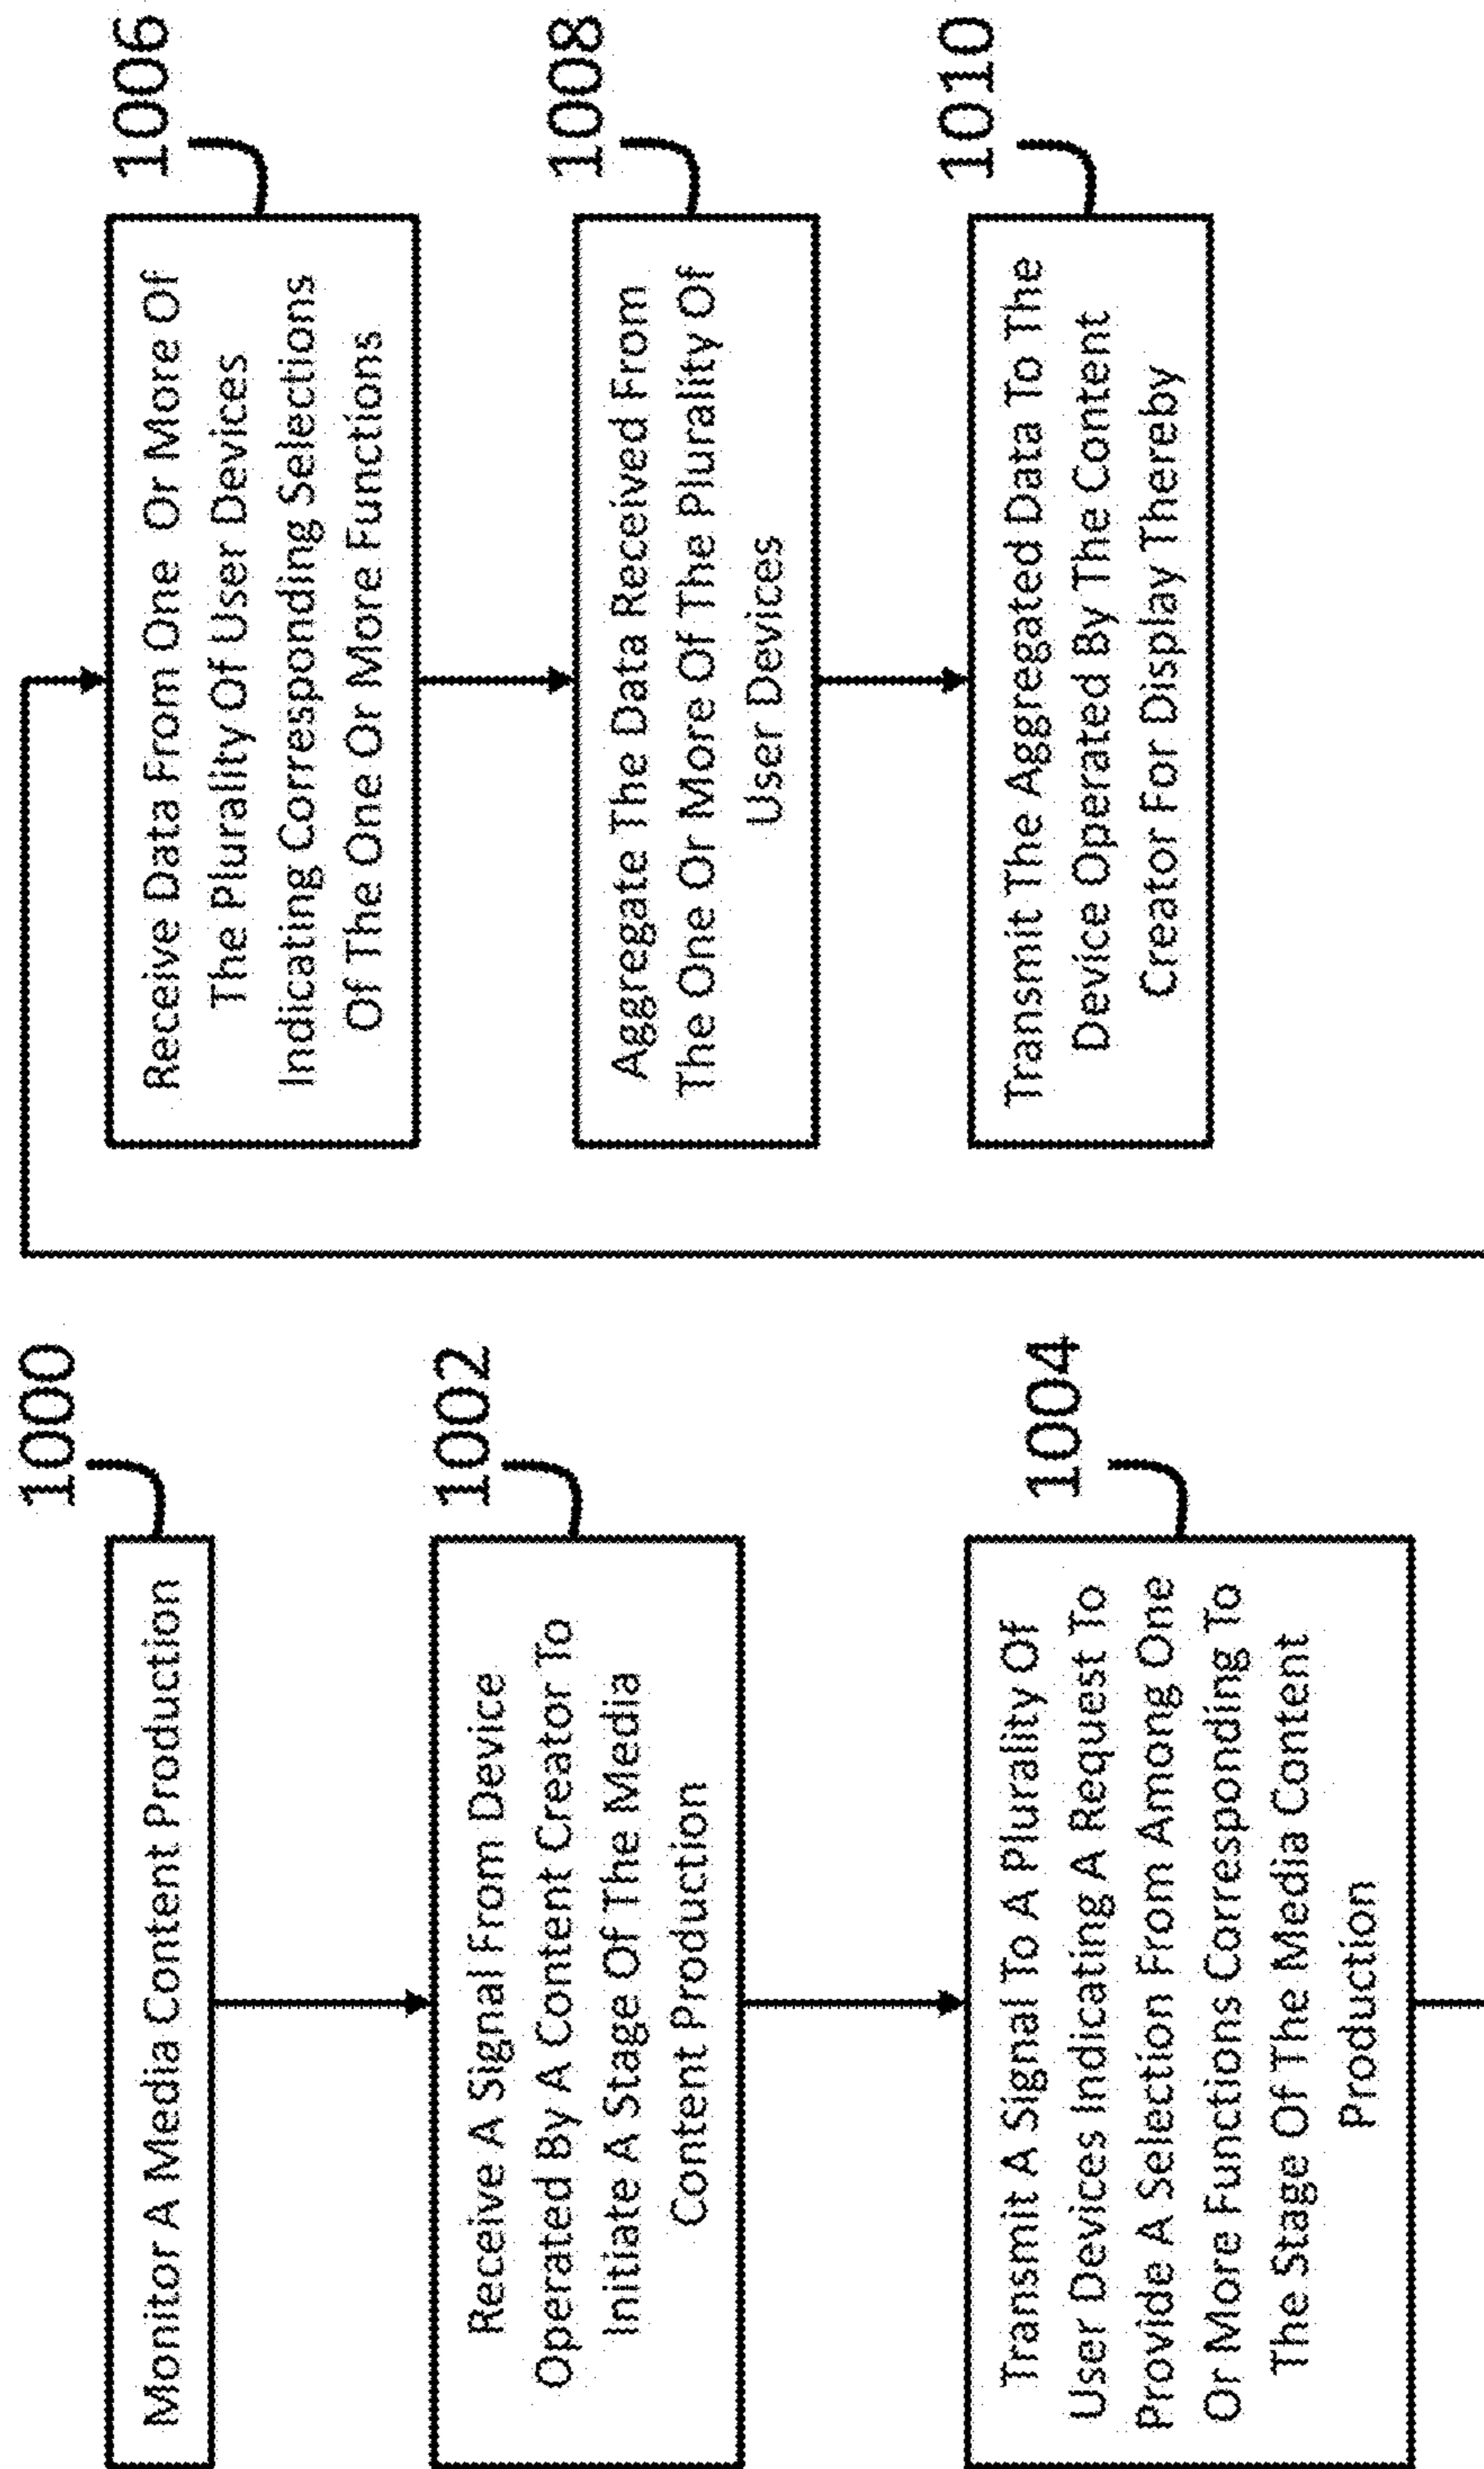 1000
Monitor A Media Content Production
1002
Receive A Signal From Device
Operated By A Content Creator To
Initiate A Stage Of The Media
Content Production
1004
Transmit A Signal To A Plurality Of
User Devices Indicating A Request To
Provide A Selection From Among One
Or More Functions Corresponding To
The Stage Of The Media Content
Production
1006
Receive Data From One Or More Of
The Plurality Of User Devices
Indicating Corresponding Selections
Of The One Or More Functions
1008
Aggregate The Data Received From
The One Or More Of The Plurality Of
User Devices
1010
Transmit The Aggregated Data To The
Device Operated By The Content
Creator For Display Thereby